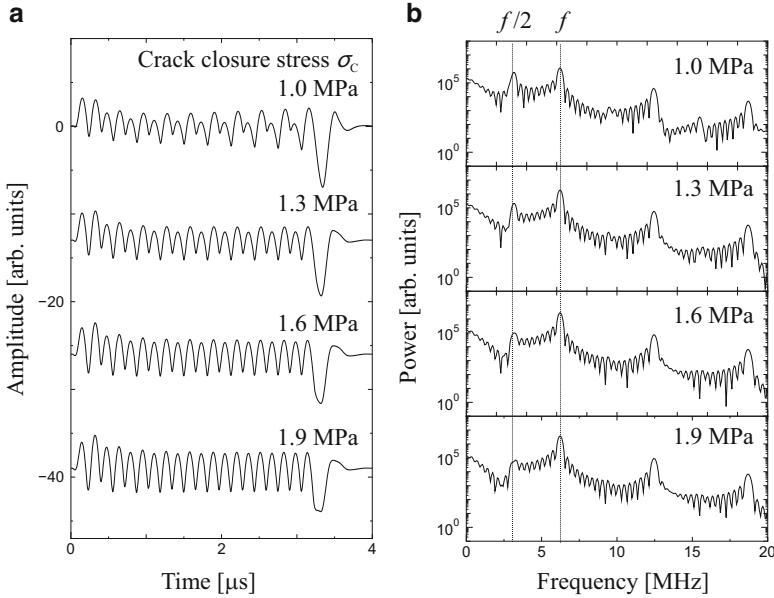 a
Crack closure stress σC
1.0 MPa
1.3 MPa
1.6 MPa
1.9 MPa
0
−20
−40
Amplitude [arb. units]
0 2 4
Time [μs]
b
f/2 f
1.0 MPa
10^5
10^0
1.3 MPa
10^5
10^0
1.6 MPa
10^5
10^0
1.9 MPa
10^5
10^0
Power [arb. units]
0 5 10 15 20
Frequency [MHz]